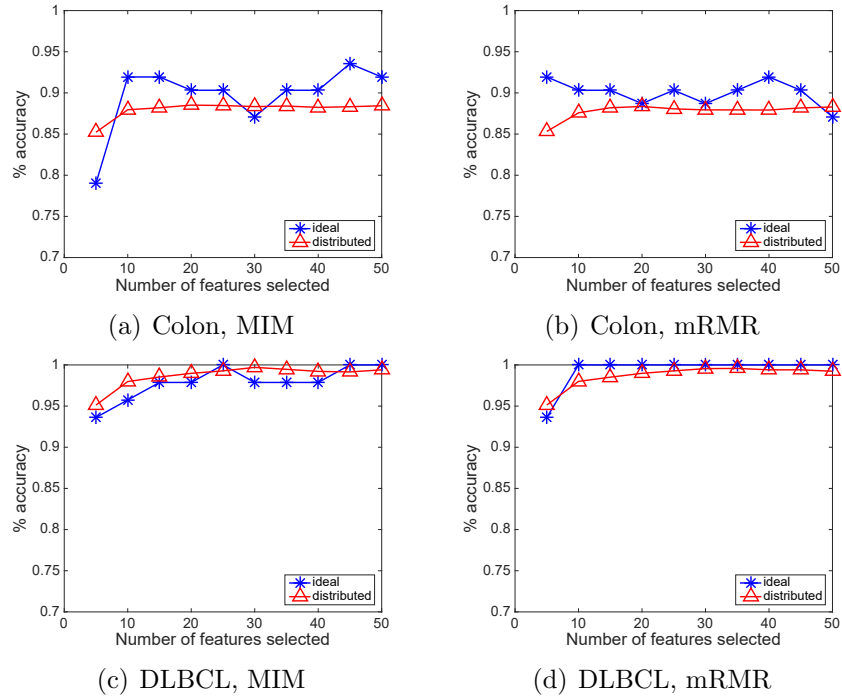 1
0.95
0.9
0.85
0.8
0.75
0.7
0 10 20 30 40 50
% accuracy
Number of features selected
ideal
distributed
(a) Colon, MIM
1
0.95
0.9
0.85
0.8
0.75
0.7
0 10 20 30 40 50
% accuracy
Number of features selected
ideal
distributed
(b) Colon, mRMR
1
0.95
0.9
0.85
0.8
0.75
0.7
0 10 20 30 40 50
% accuracy
Number of features selected
ideal
distributed
(c) DLBCL, MIM
1
0.95
0.9
0.85
0.8
0.75
0.7
0 10 20 30 40 50
% accuracy
Number of features selected
ideal
distributed
(d) DLBCL, mRMR